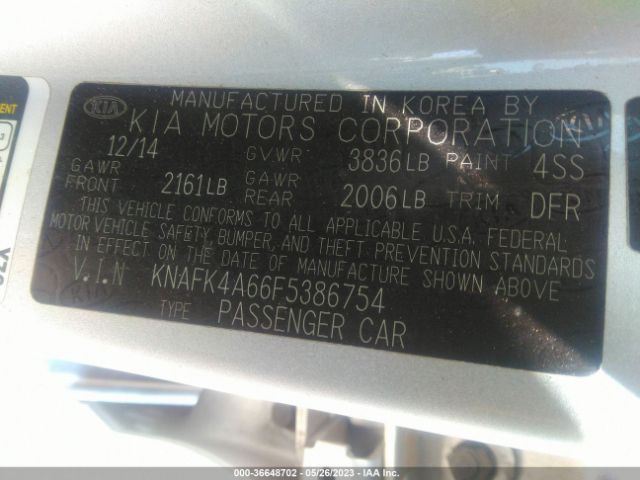 MANUFACTURED IN KOREA BY
KIA KIA MOTORS CORPORATION
12/14 GVWR 3836LB PAINT 4SS
GAWR FRONT 2161LB GAWR REAR 2006LB TRIM DFR
THIS VEHICLE CONFORMS TO ALL APPLICABLE U.S.A. FEDERAL
MOTOR VEHICLE SAFETY, BUMPER, AND THEFT PREVENTION STANDARDS
IN EFFECT ON THE DATE OF MANUFACTURE SHOWN ABOVE
V.I.N KNAFK4A66F5386754
TYPE PASSENGER CAR
000-36648702 - 05/26/2023 - IAA Inc.